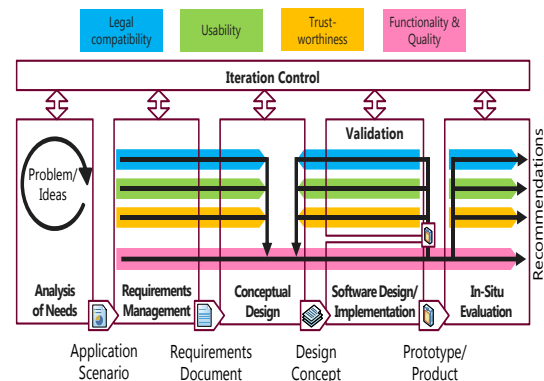 Legal
compatibility
Usability
Trust-
worthiness
Functionality &
Quality
Iteration Control
Validation
Problem/
Ideas
Recommendations
Analysis
of Needs
Requirements
Management
Conceptual
Design
Software Design/
Implementation
In-Situ
Evaluation
Application
Scenario
Requirements
Document
Design
Concept
Prototype/
Product